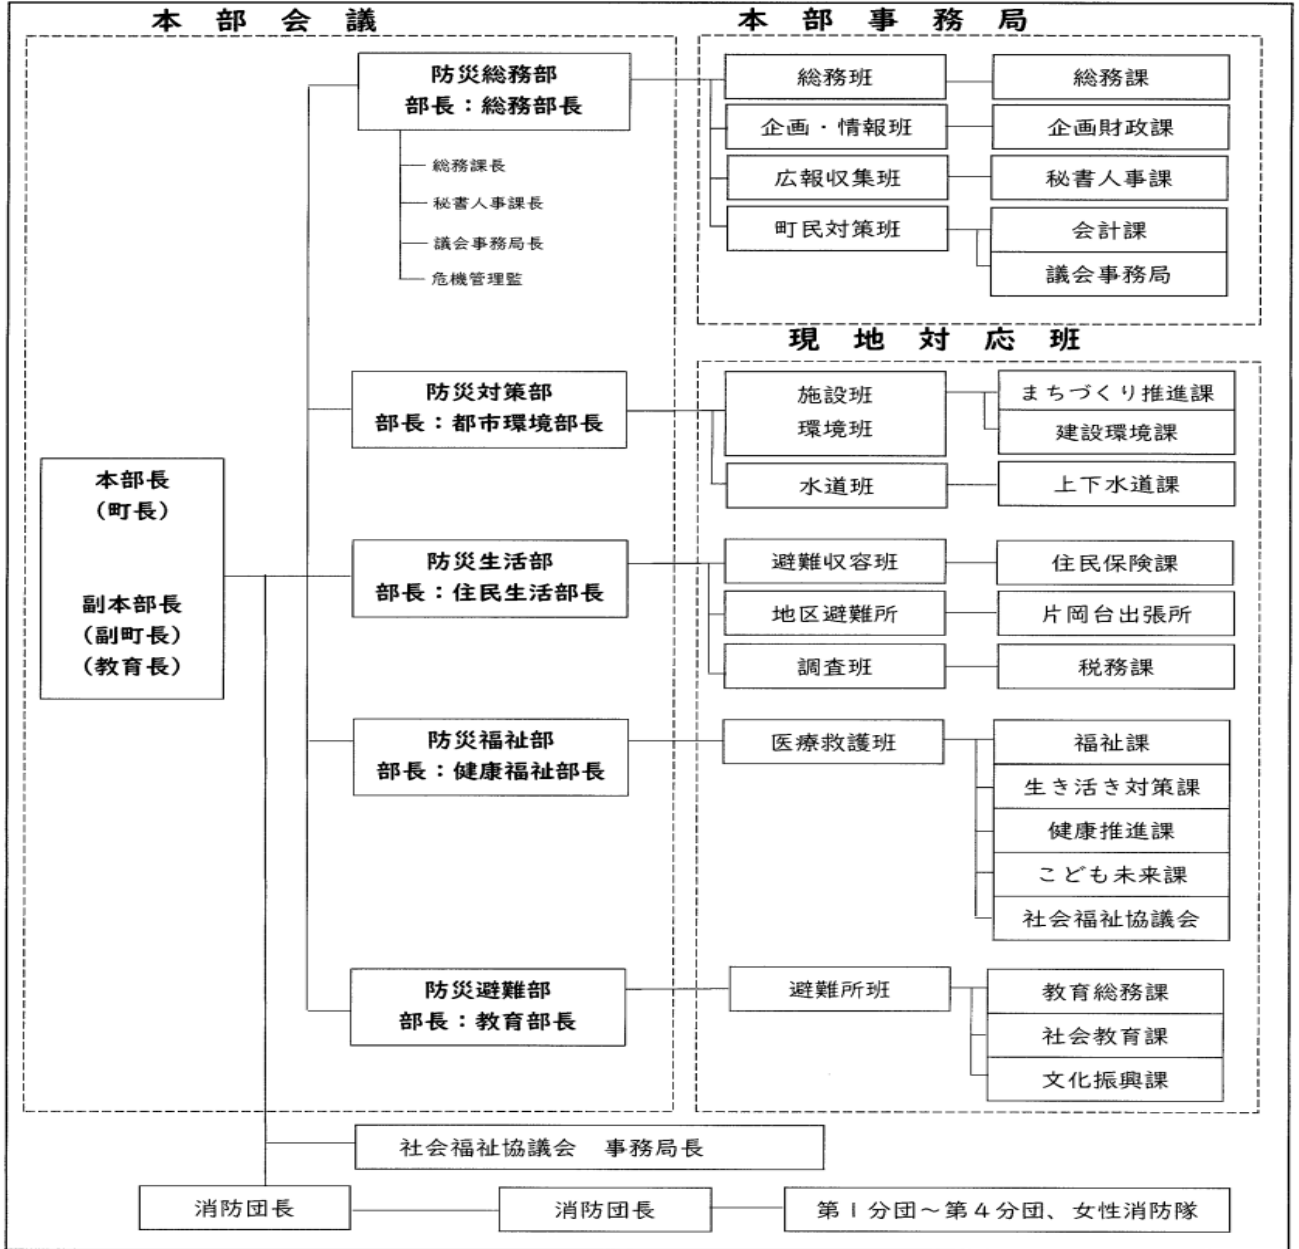 本部会議
本部事務局
防災総務部
部長：総務部長
総務課長
秘書人事課長
議会事務局長
危機管理監
総務班
総務課
企画・情報班
企画財政課
広報収集班
秘書人事課
町民対策班
会計課
議会事務局
現地対応班
本部長
（町長）
副本部長
（副町長）
（教育長）
防災対策部
部長：都市環境部長
施設班
環境班
まちづくり推進課
建設環境課
水道班
上下水道課
防災生活部
部長：住民生活部長
避難収容班
住民保険課
地区避難所
片岡台出張所
調査班
税務課
防災福祉部
部長：健康福祉部長
医療救護班
福祉課
生き活き対策課
健康推進課
こども未来課
社会福祉協議会
防災避難部
部長：教育部長
避難所班
教育総務課
社会教育課
文化振興課
社会福祉協議会　事務局長
消防団長
消防団長
第１分団～第４分団、女性消防隊